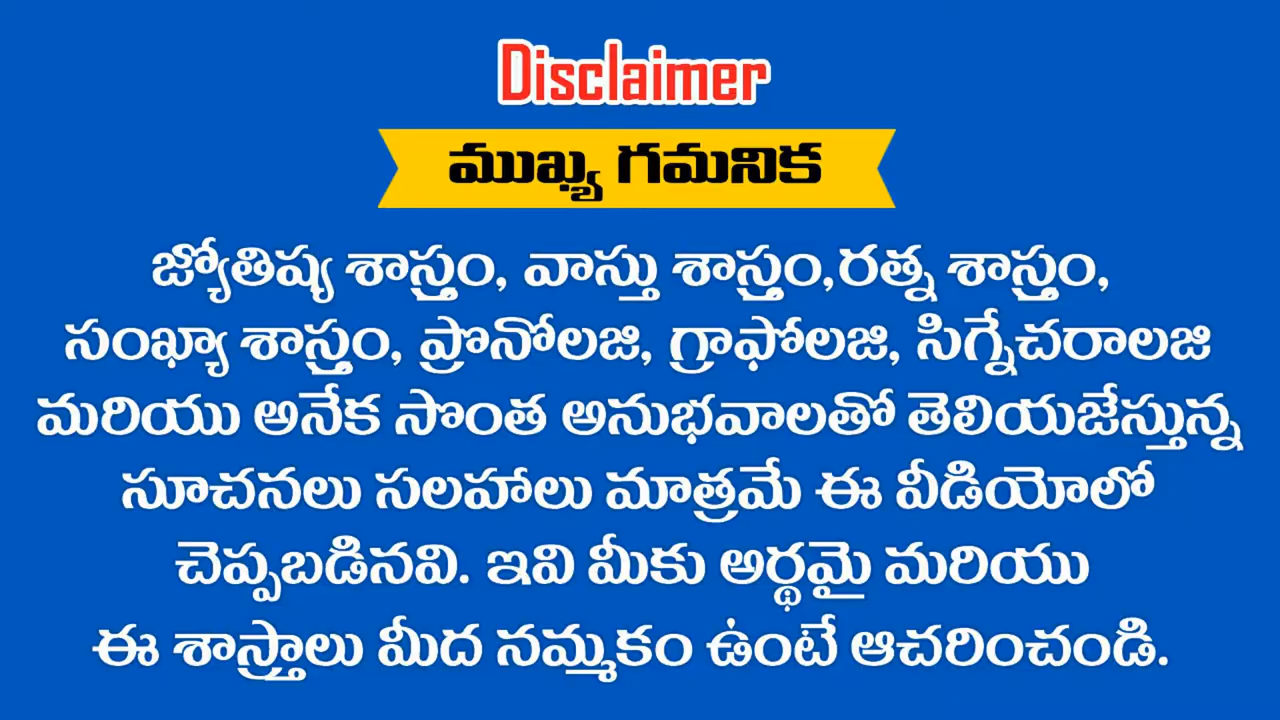 Disclaimer
ముఖ్య గమనిక
జ్యోతిష్య శాస్త్రం, వాస్తు శాస్త్రం,రత్న శాస్త్రం,
సంఖ్యా శాస్త్రం, ప్రొనోలజి, గ్రాఫోలజి, సిగ్నేచరాలజి
మరియు అనేక సొంత అనుభవాలతో తెలియజేస్తున్న
సూచనలు సలహాలు మాత్రమే ఈ వీడియోలో
చెప్పబడినవి. ఇవి మీకు అర్థమై మరియు
ఈ శాస్త్రాలు మీద నమ్మకం ఉంటే ఆచరించండి.